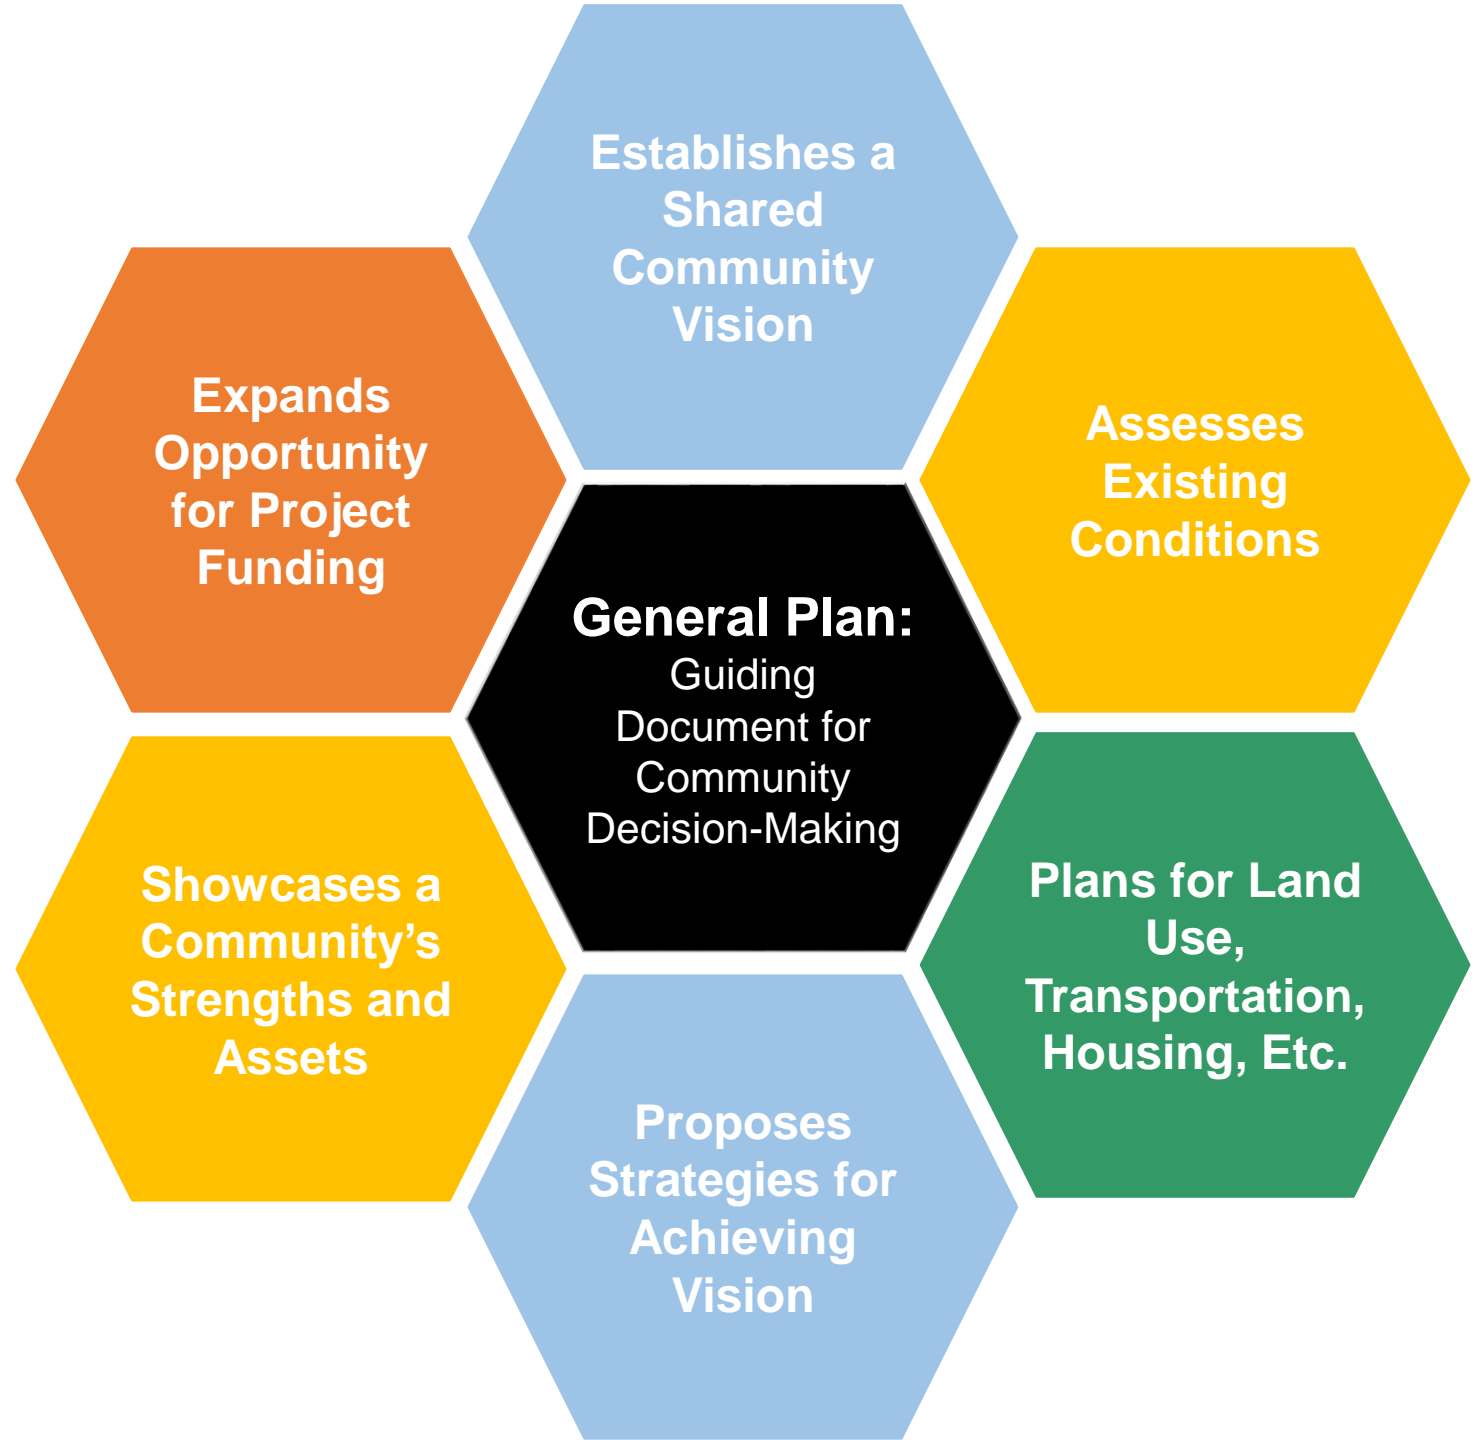 Establishes a
Shared
Community
Vision
Expands
Opportunity
for Project
Funding
Assesses
Existing
Conditions
General Plan:
Guiding
Document for
Community
Decision-Making
Showcases a
Community’s
Strengths and
Assets
Plans for Land
Use,
Transportation,
Housing, Etc.
Proposes
Strategies for
Achieving
Vision